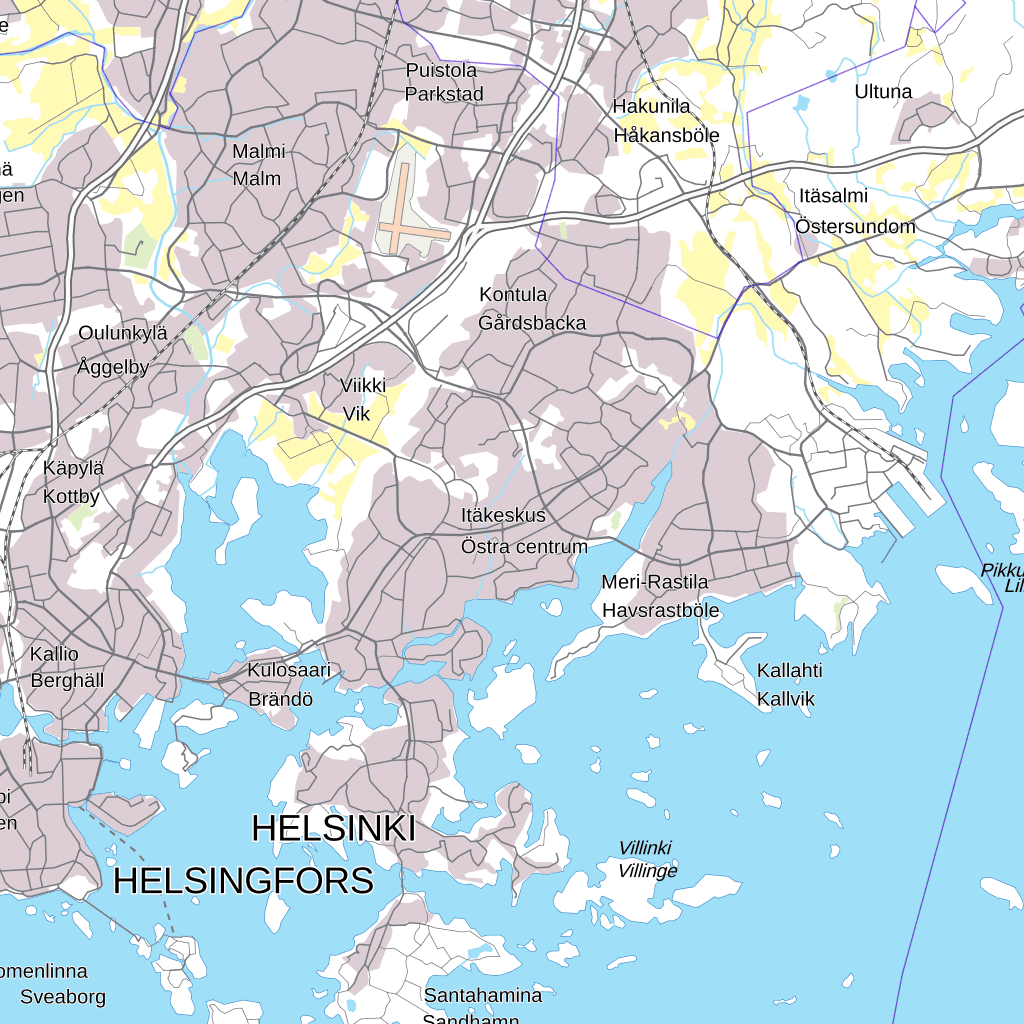 Puistola
Parkstad
Ultuna
Hakunila
Håkansböle
Malmi
Malm
Itäsalmi
Östersundom
Kontula
Gårdsbacka
Oulunkylä
Åggelby
Viikki
Vik
Käpylä
Kottby
Itäkeskus
Östra centrum
Meri-Rastila
Havsrastböle
Kallio
Berghäll
Kulosaari
Brändö
Kallahti
Kallvik
HELSINKI
HELSINGFORS
Villinki
Villinge
Sveaborg
Santahamina
Sandhamn